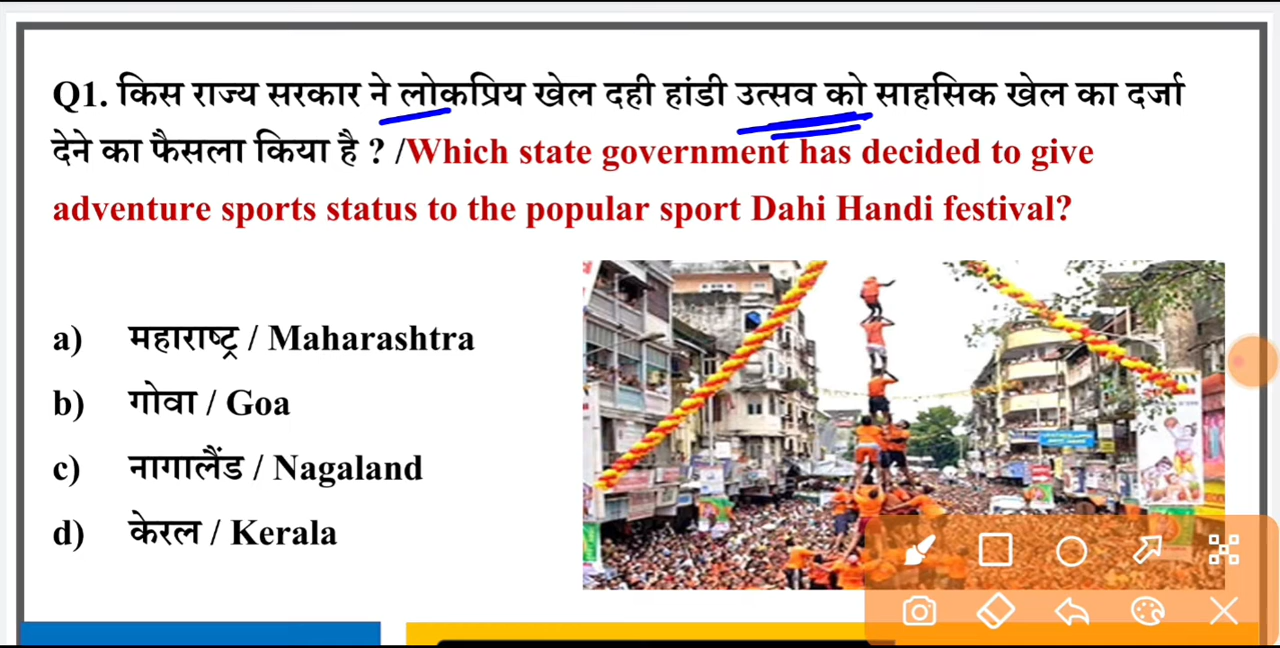 Q1. किस राज्य सरकार ने लोकप्रिय खेल दही हांडी उत्सव को साहसिक खेल का दर्जा
देने का फैसला किया है ? /Which state government has decided to give
adventure sports status to the popular sport Dahi Handi festival?
a) महाराष्ट्र / Maharashtra
b) गोवा / Goa
c) नागालैंड / Nagaland
d) केरल / Kerala